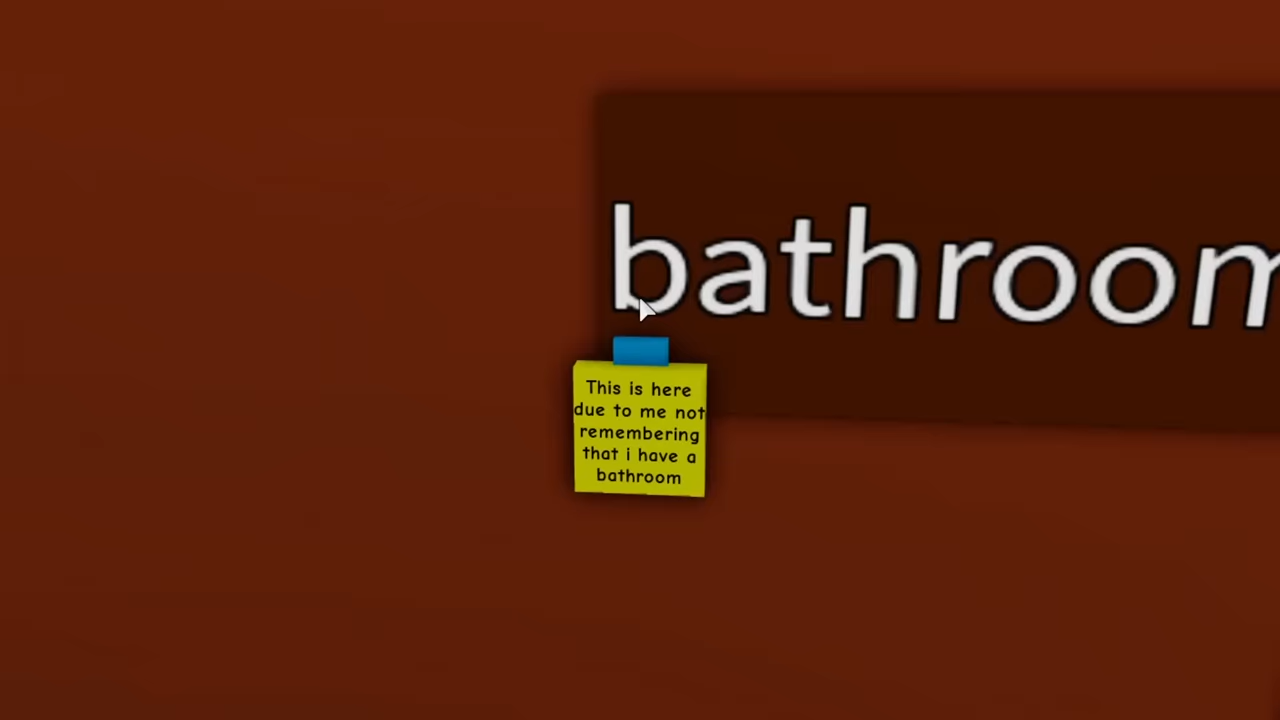 bathroom
This is here
due to me not
remembering
that i have a
bathroom